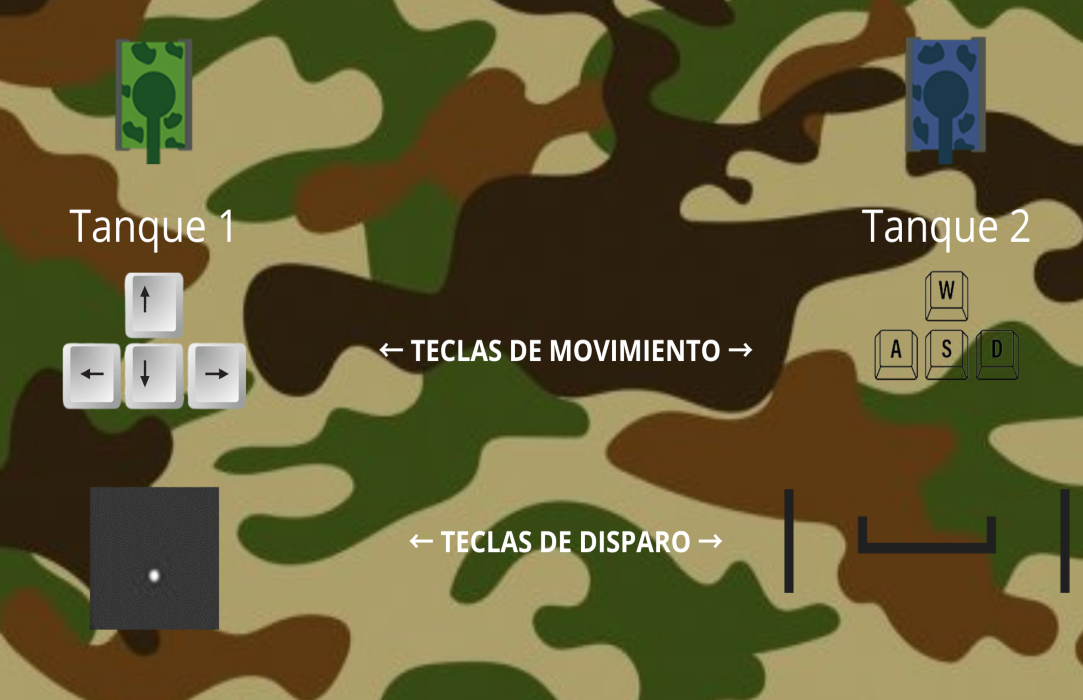 Tanque 1
Tanque 2
↑
← ↓ →
← TECLAS DE MOVIMIENTO →
W
A S D
← TECLAS DE DISPARO →